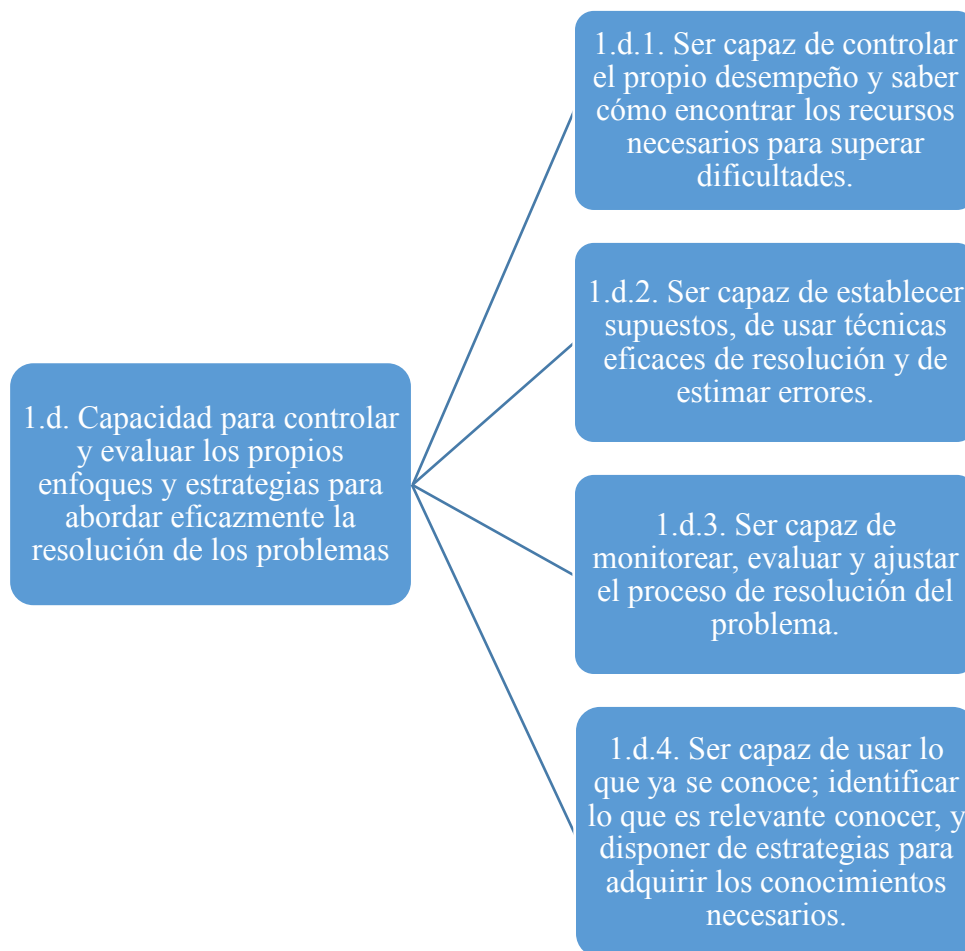 1.d.1. Ser capaz de controlar
el propio desempeño y saber
cómo encontrar los recursos
necesarios para superar
dificultades.
1.d.2. Ser capaz de establecer
supuestos, de usar técnicas
eficaces de resolución y de
estimar errores.
1.d. Capacidad para controlar
y evaluar los propios
enfoques y estrategias para
abordar eficazmente la
resolución de los problemas
1.d.3. Ser capaz de
monitorear, evaluar y ajustar
el proceso de resolución del
problema.
1.d.4. Ser capaz de usar lo
que ya se conoce; identificar
lo que es relevante conocer, y
disponer de estrategias para
adquirir los conocimientos
necesarios.